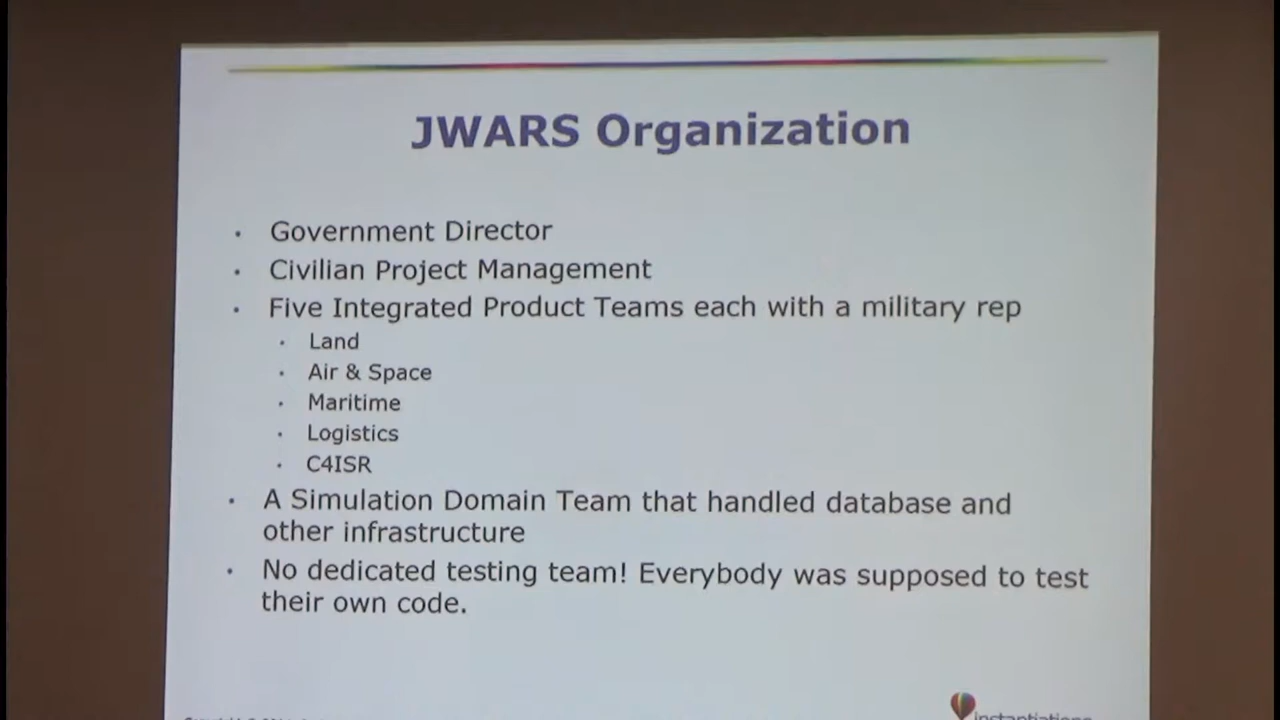 JWARS Organization
• Government Director
• Civilian Project Management
• Five Integrated Product Teams each with a military rep
• Land
• Air & Space
• Maritime
• Logistics
• C4ISR
• A Simulation Domain Team that handled database and
other infrastructure
• No dedicated testing team! Everybody was supposed to test
their own code.
instantiations